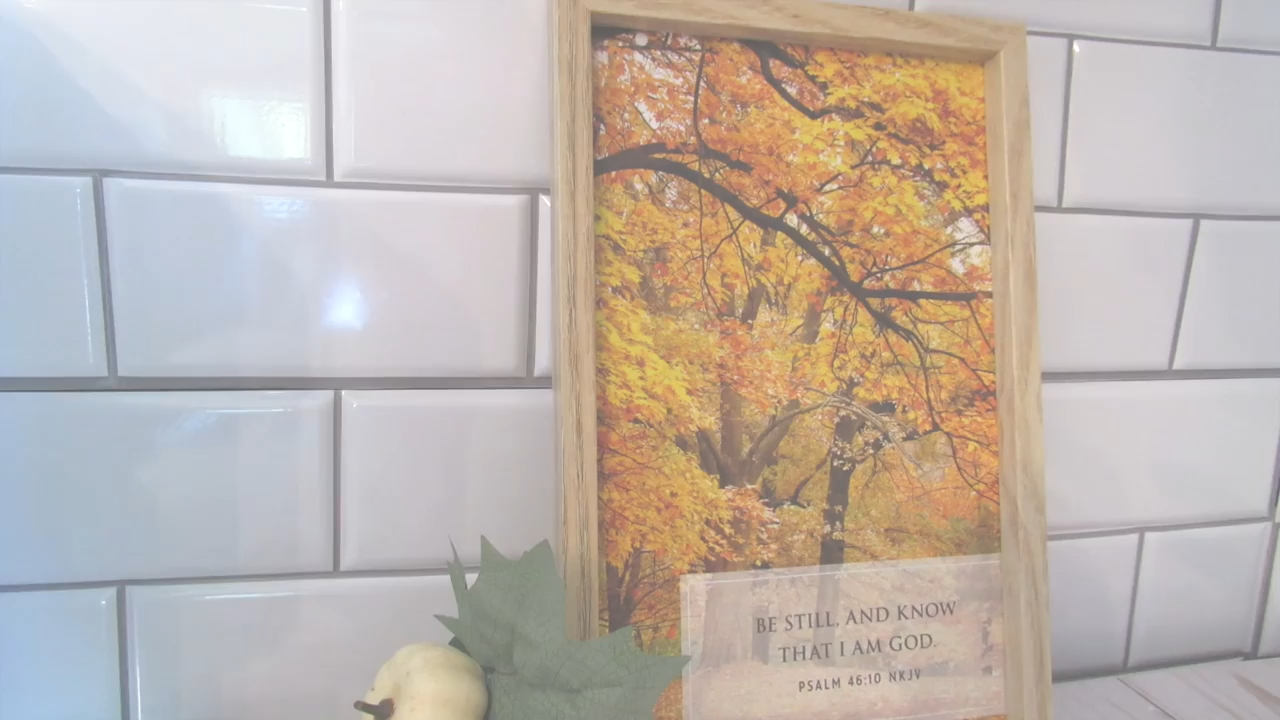 BE STILL, AND KNOW
THAT I AM GOD.
PSALM 46:10 NKJV